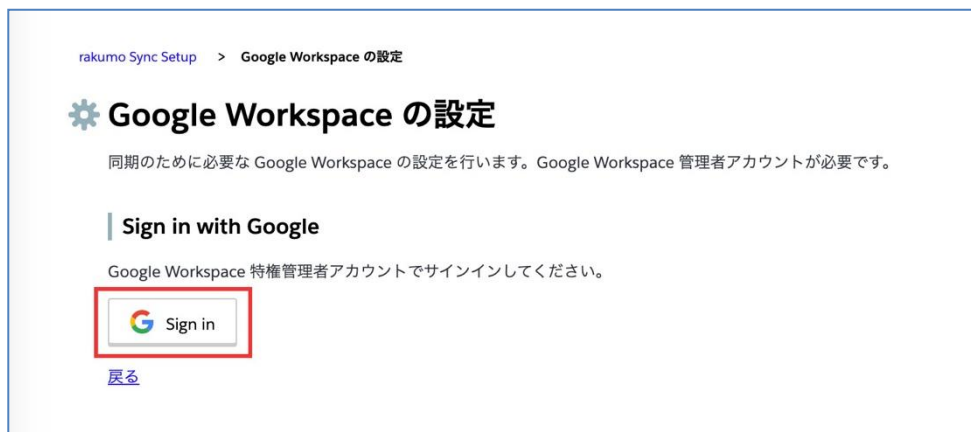 rakumo Sync Setup > Google Workspace の設定
Google Workspace の設定
同期のために必要な Google Workspace の設定を行います。Google Workspace 管理者アカウントが必要です。
Sign in with Google
Google Workspace 特権管理者アカウントでサインインしてください。
Sign in
戻る